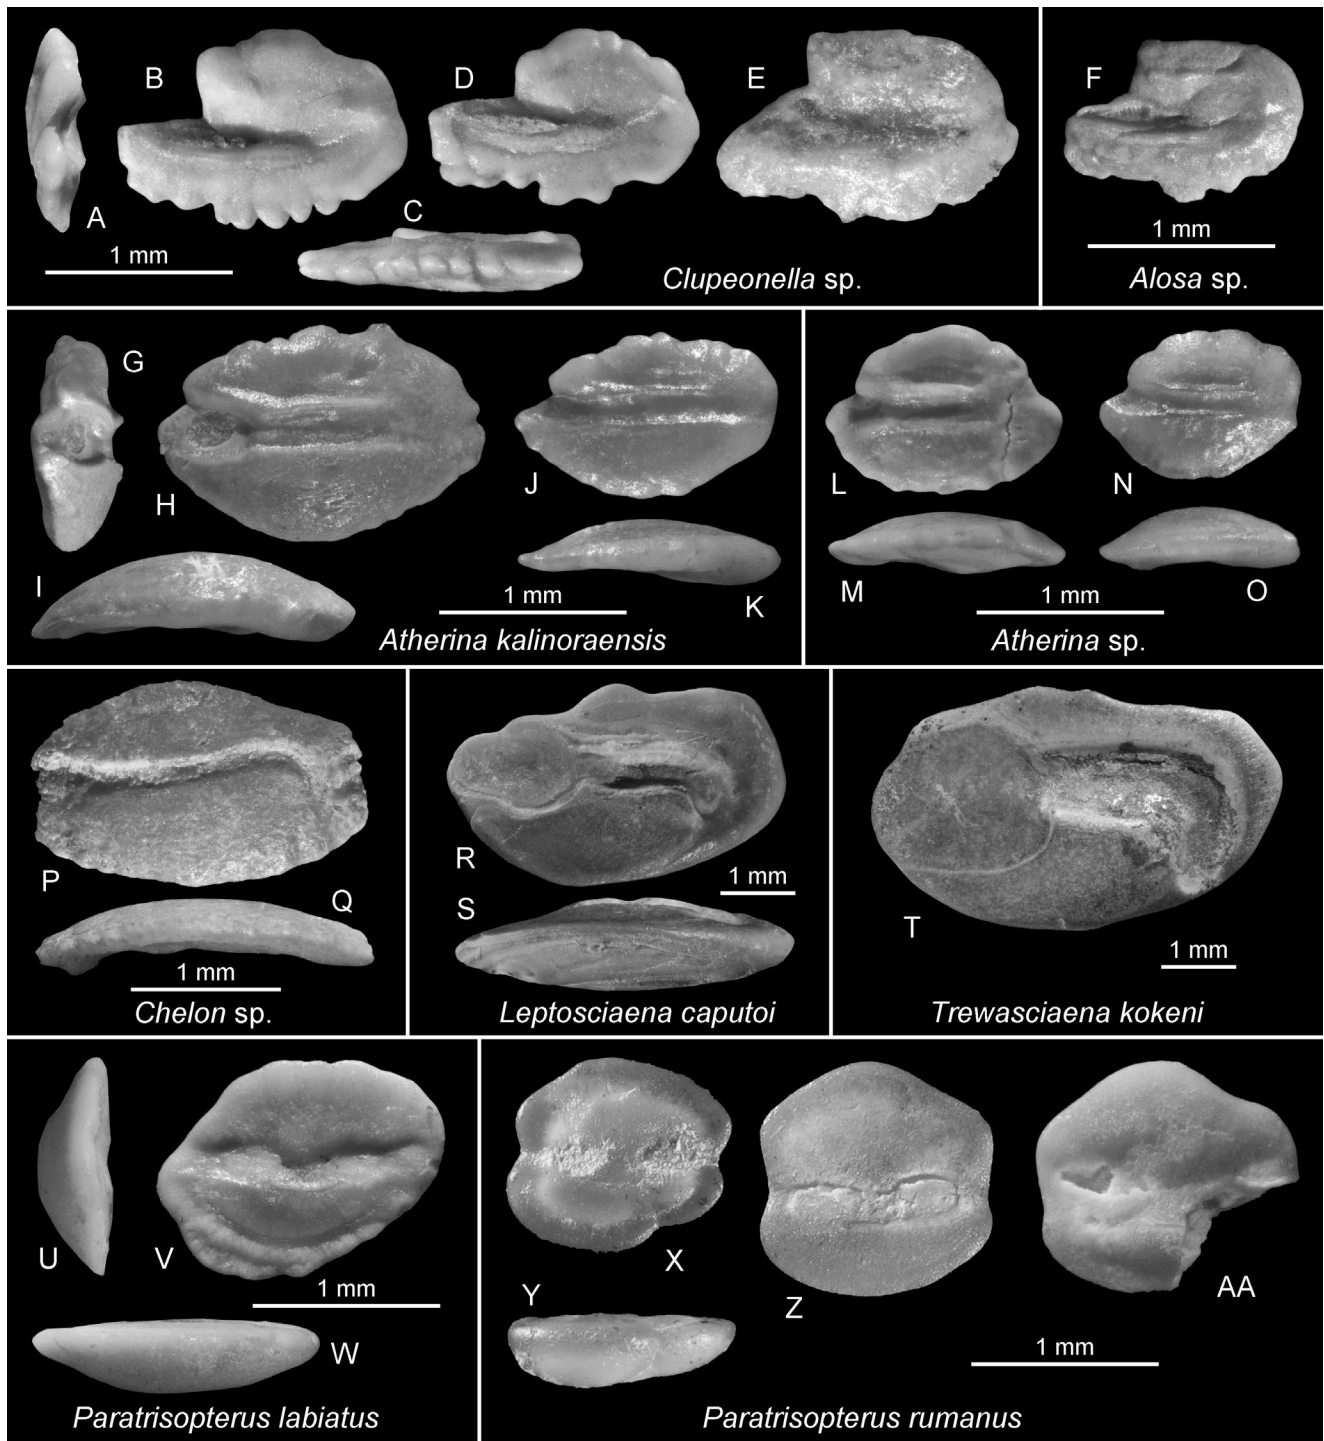 A
B
D
E
F
C
1 mm
1 mm
Clupeonella sp.
Alosa sp.
G
H
J
L
N
I
K
M
O
1 mm
1 mm
Atherina kalinoraensis
Atherina sp.
P
Q
R
S
T
1 mm
1 mm
1 mm
Chelon sp.
Leptosciaena caputoi
Trewasciaena kokeni
U
V
X
Z
AA
Y
W
1 mm
1 mm
Paratrisopterus labiatus
Paratrisopterus rumanus